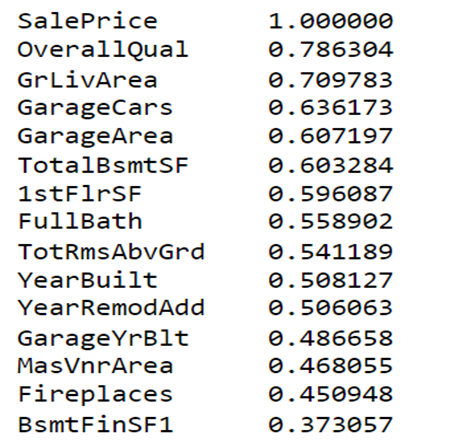 SalePrice 1.000000
OverallQual 0.786304
GrLivArea 0.709783
GarageCars 0.636173
GarageArea 0.607197
TotalBsmtSF 0.603284
1stFlrSF 0.596087
FullBath 0.558902
TotRmsAbvGrd 0.541189
YearBuilt 0.508127
YearRemodAdd 0.506063
GarageYrBlt 0.486658
MasVnrArea 0.468055
Fireplaces 0.450948
BsmtFinSF1 0.373057